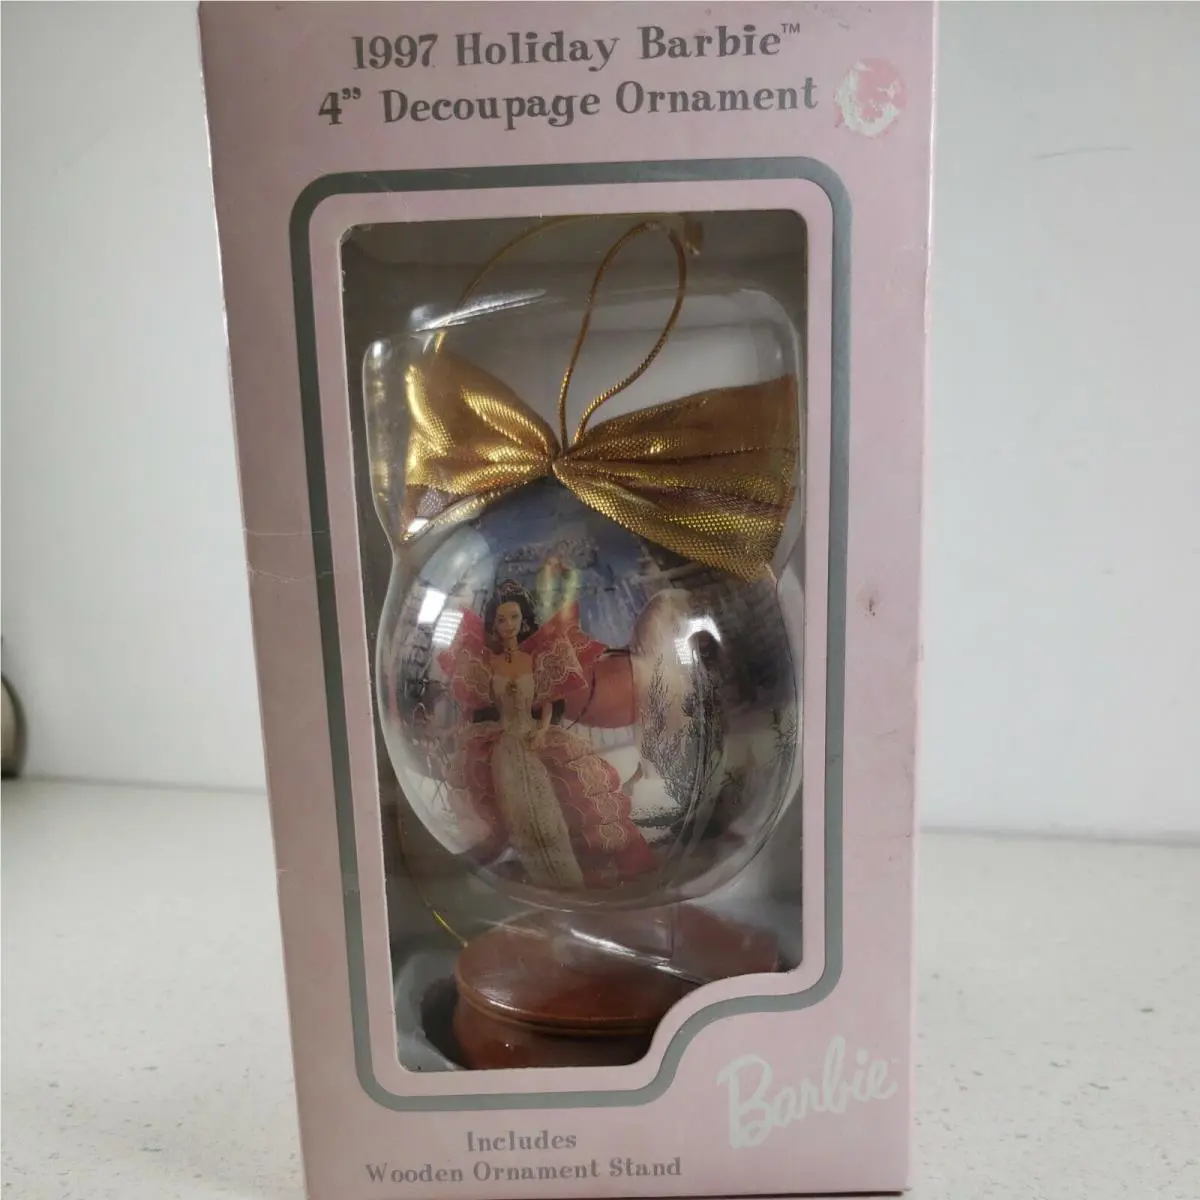 1997 Holiday Barbie™
4” Decoupage Ornament
Barbie
Includes
Wooden Ornament Stand